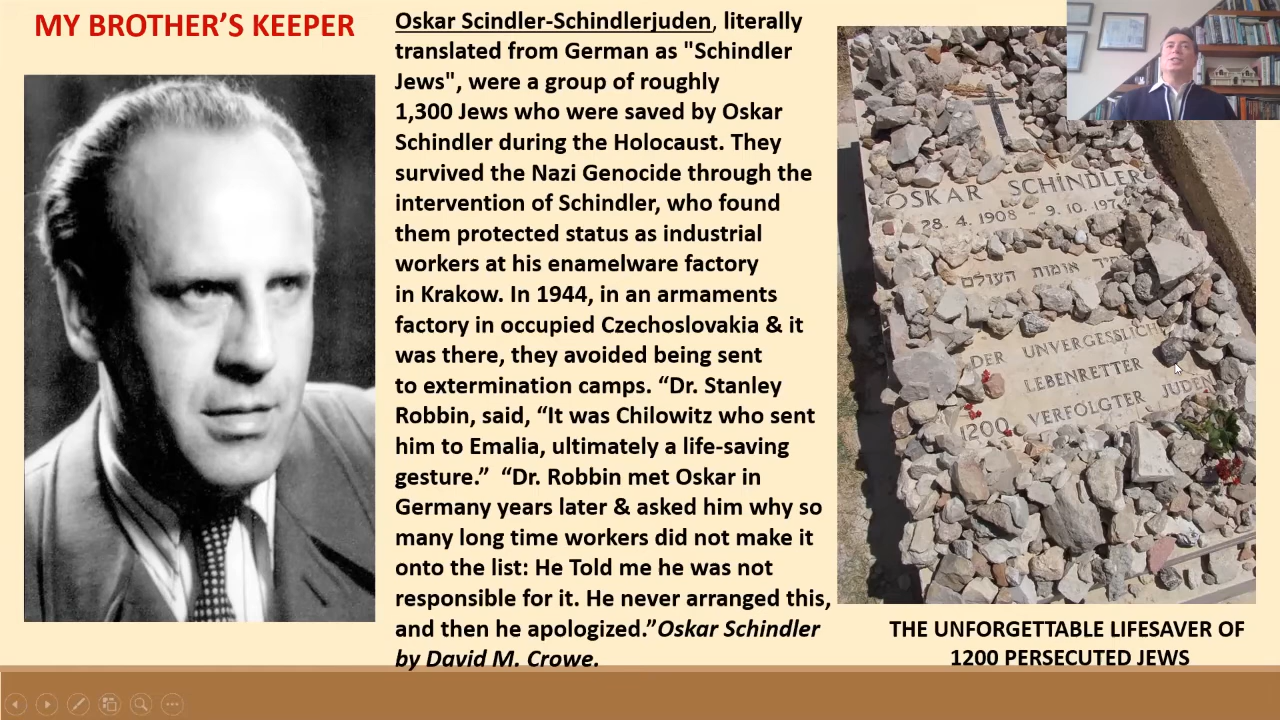 MY BROTHER’S KEEPER
Oskar Scindler-Schindlerjuden, literally
translated from German as "Schindler
Jews", were a group of roughly
1,300 Jews who were saved by Oskar
Schindler during the Holocaust. They
survived the Nazi Genocide through the
intervention of Schindler, who found
them protected status as industrial
workers at his enamelware factory
in Krakow. In 1944, in an armaments
factory in occupied Czechoslovakia & it
was there, they avoided being sent
to extermination camps. “Dr. Stanley
Robbin, said, “It was Chilowitz who sent
him to Emalia, ultimately a life-saving
gesture.” “Dr. Robbin met Oskar in
Germany years later & asked him why so
many long time workers did not make it
onto the list: He Told me he was not
responsible for it. He never arranged this,
and then he apologized.”Oskar Schindler
by David M. Crowe.
OSKAR SCHINDLER
28. 4. 1908 – 9. 10. 1974
אומות העולם
DER UNVERGESSLICH
LEBENRETTER
1200 VERFOLGTER JUDEN
THE UNFORGETTABLE LIFESAVER OF
1200 PERSECUTED JEWS